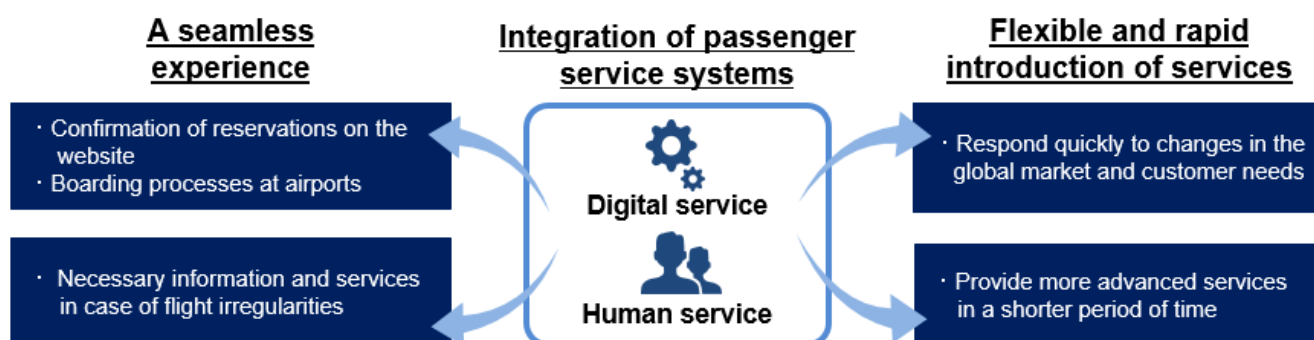 A seamless
experience
· Confirmation of reservations on the
website
· Boarding processes at airports
· Necessary information and services
in case of flight irregularities
Integration of passenger
service systems
Digital service
Human service
Flexible and rapid
introduction of services
· Respond quickly to changes in the
global market and customer needs
· Provide more advanced services
in a shorter period of time